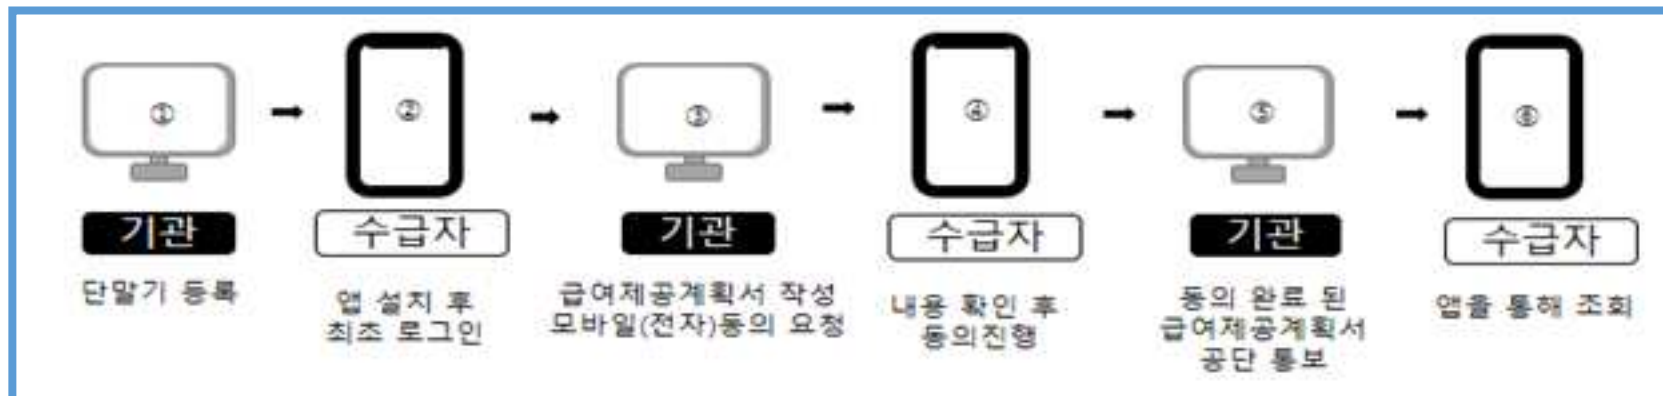 ① ② ③ ④ ⑤ ⑥
기관 수급자 기관 수급자 기관 수급자
단말기 등록
앱 설치 후
최초 로그인
급여제공계획서 작성
모바일(전자)동의 요청
내용 확인 후
동의진행
동의 완료 된
급여제공계획서
공단 통보
앱을 통해 조회